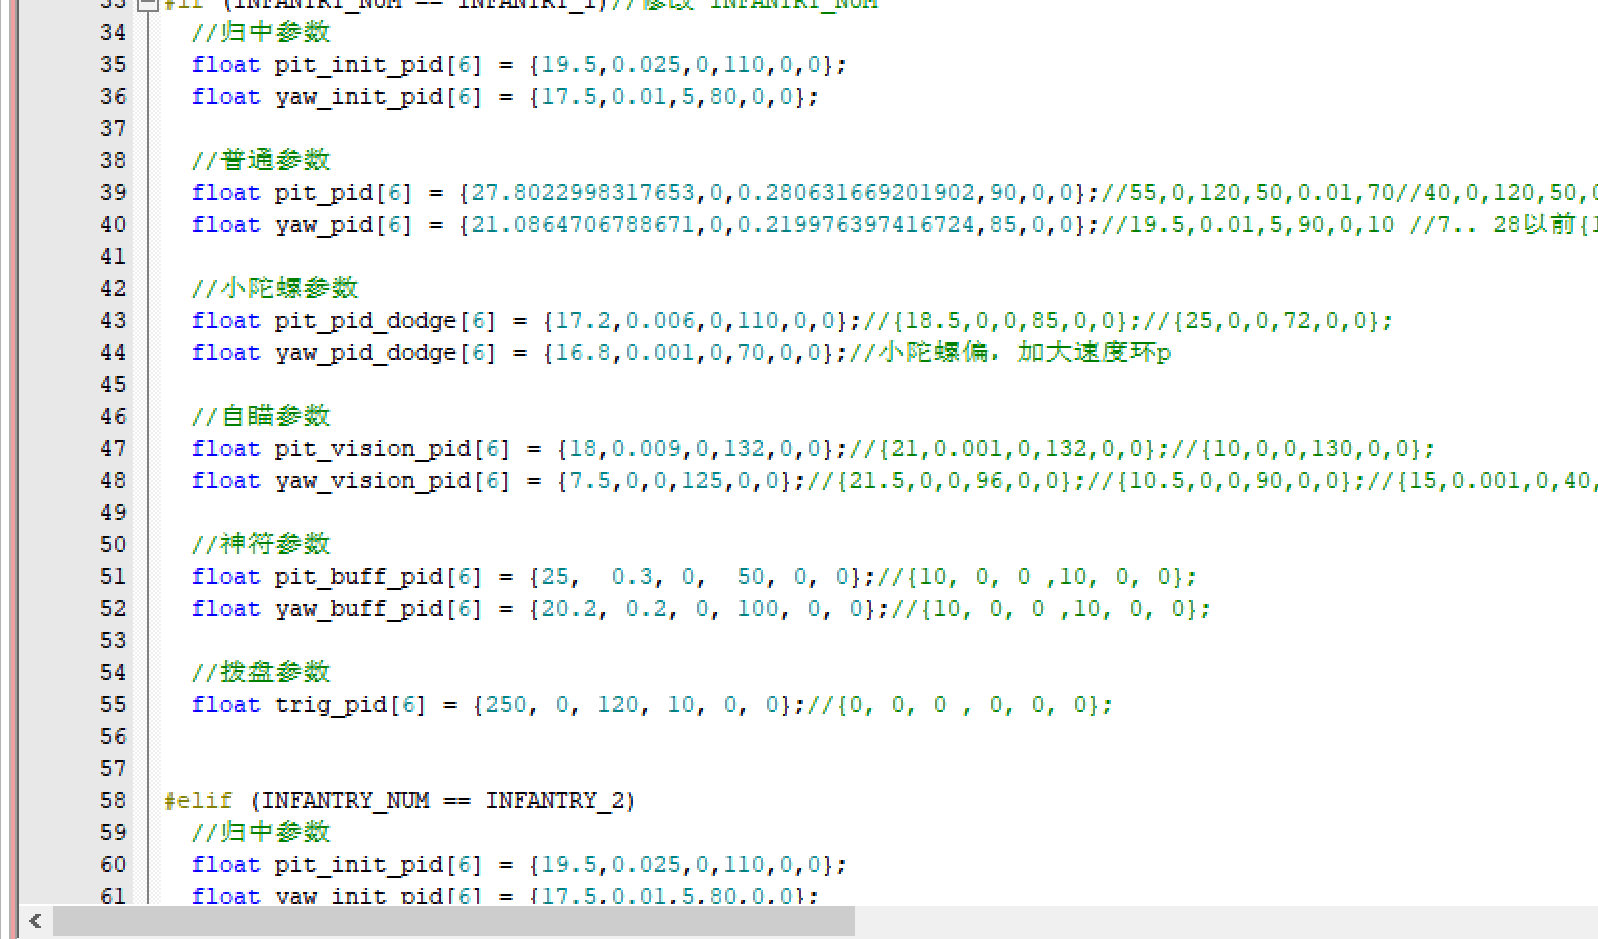 33 #if (INFANTRY_NUM == INFANTRY_1)//修改 INFANTRY_NUM
34 //归中参数
35 float pit_init_pid[6] = {19.5,0.025,0,110,0,0};
36 float yaw_init_pid[6] = {17.5,0.01,5,80,0,0};
37
38 //普通参数
39 float pit_pid[6] = {27.8022998317653,0,0.280631669201902,90,0,0};//55,0,120,50,0.01,70//40,0,120,50,0
40 float yaw_pid[6] = {21.0864706788671,0,0.219976397416724,85,0,0};//19.5,0.01,5,90,0,10 //7.. 28以前{1
41
42 //小陀螺参数
43 float pit_pid_dodge[6] = {17.2,0.006,0,110,0,0};//{18.5,0,0,85,0,0};//{25,0,0,72,0,0};
44 float yaw_pid_dodge[6] = {16.8,0.001,0,70,0,0};//小陀螺偏，加大速度环p
45
46 //自瞄参数
47 float pit_vision_pid[6] = {18,0.009,0,132,0,0};//{21,0.001,0,132,0,0};//{10,0,0,130,0,0};
48 float yaw_vision_pid[6] = {7.5,0,0,125,0,0};//{21.5,0,0,96,0,0};//{10.5,0,0,90,0,0};//{15,0.001,0,40,
49
50 //神符参数
51 float pit_buff_pid[6] = {25,  0.3, 0,  50, 0, 0};//{10, 0, 0 ,10, 0, 0};
52 float yaw_buff_pid[6] = {20.2, 0.2, 0, 100, 0, 0};//{10, 0, 0 ,10, 0, 0};
53
54 //拨盘参数
55 float trig_pid[6] = {250, 0, 120, 10, 0, 0};//{0, 0, 0 , 0, 0, 0};
56
57
58 #elif (INFANTRY_NUM == INFANTRY_2)
59 //归中参数
60 float pit_init_pid[6] = {19.5,0.025,0,110,0,0};
61 float yaw_init_pid[6] = {17.5,0.01,5,80,0,0};